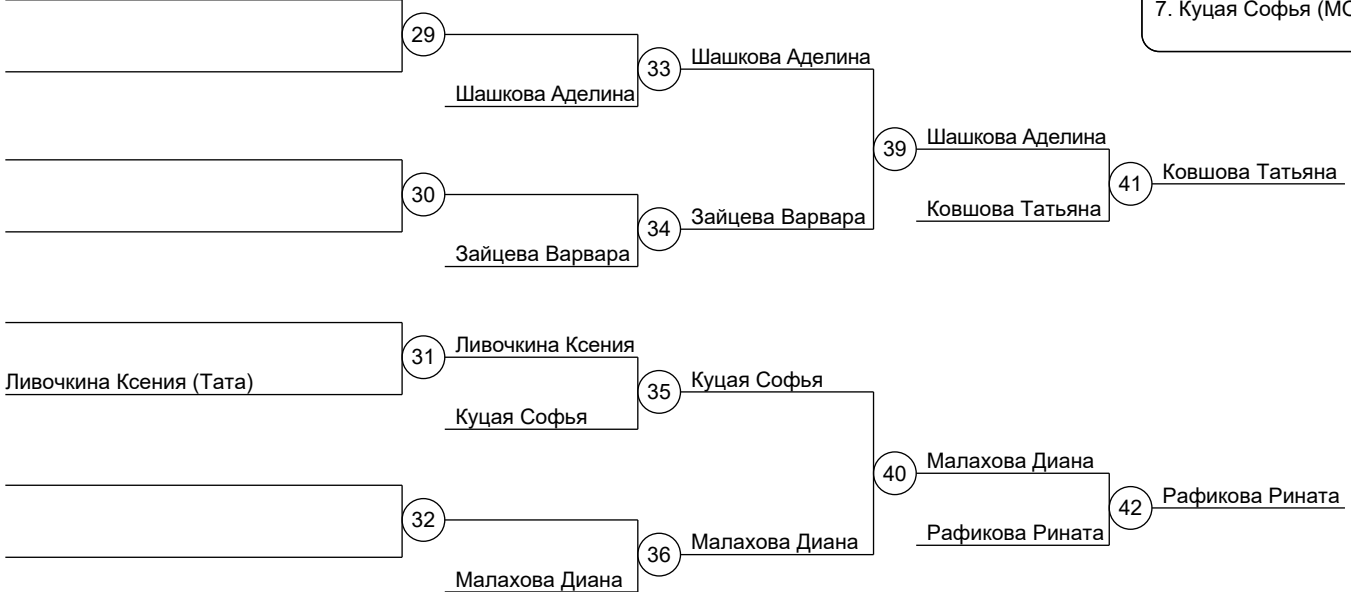 7. Куцая Софья (МО
29
33
Шашкова Аделина
Шашкова Аделина
39
Шашкова Аделина
30
41
Ковшова Татьяна
34
Зайцева Варвара
Ковшова Татьяна
Зайцева Варвара
31
Ливочкина Ксения
Ливочкина Ксения (Тата)
35
Куцая Софья
Куцая Софья
40
Малахова Диана
32
42
Рафикова Рината
36
Малахова Диана
Рафикова Рината
Малахова Диана